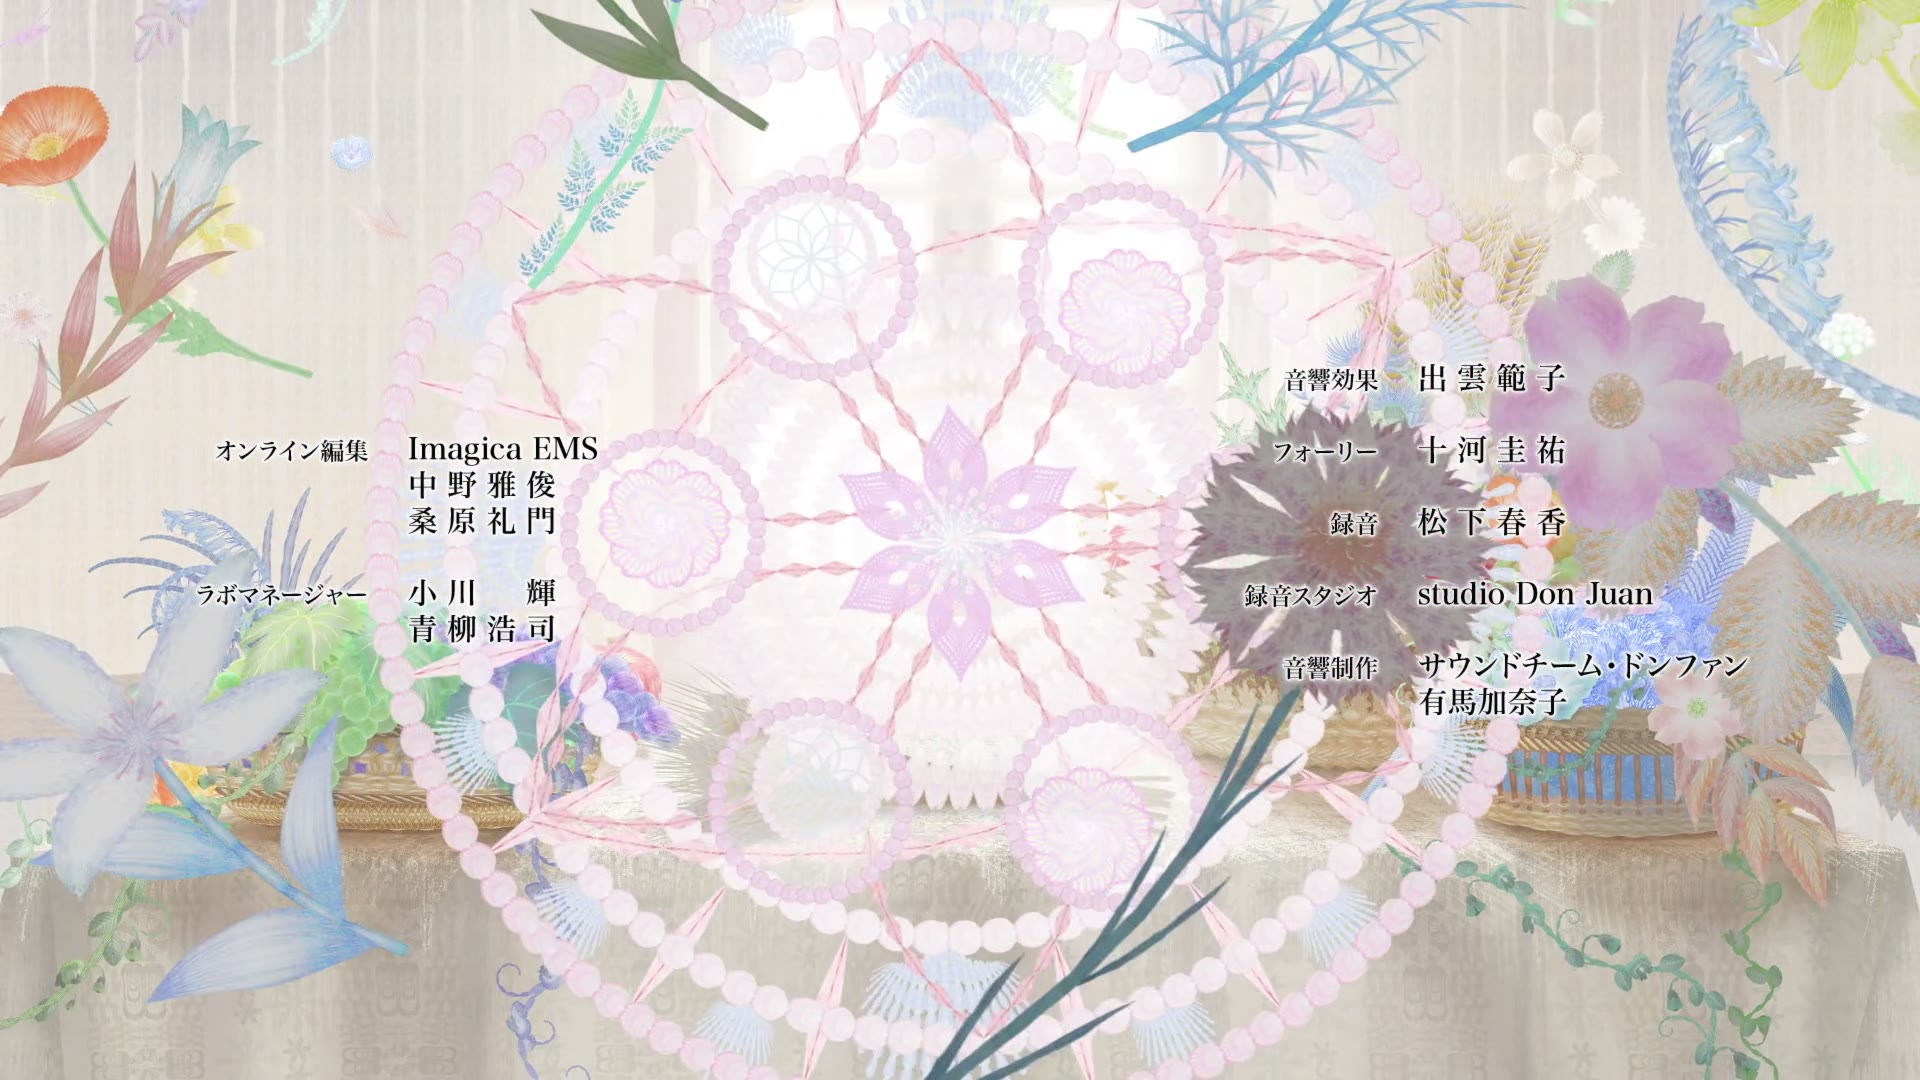 オンライン編集 Imagica EMS
中野雅俊
桑原礼門
ラボマネージャー 小川 輝
青柳浩司
音響効果 出雲範子
フォーリー 十河圭祐
録音 松下春香
録音スタジオ studio Don Juan
音響制作 サウンドチーム・ドンファン
有馬加奈子